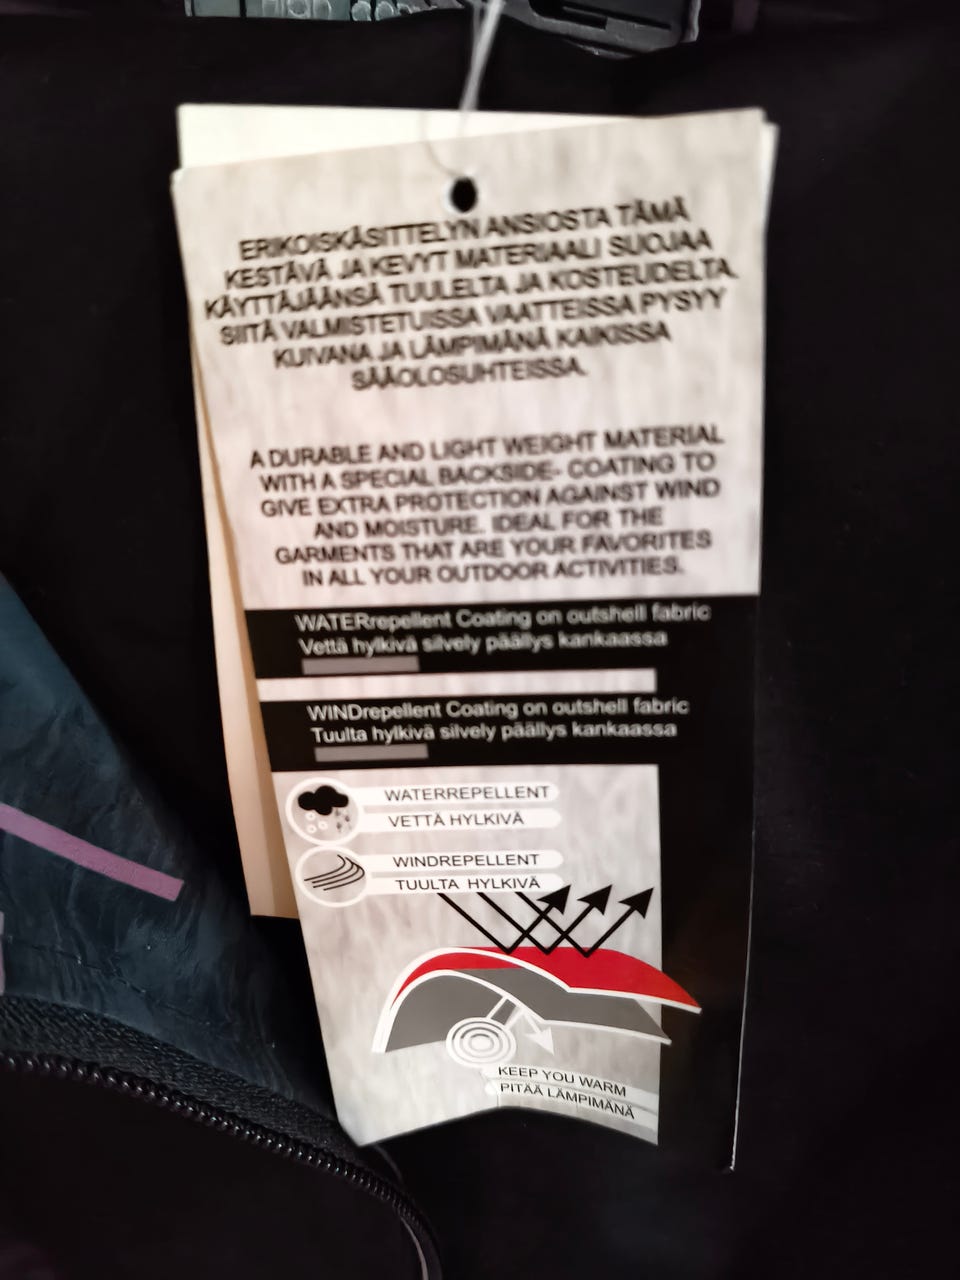 High
ERIKOISKÄSITTELYN ANSIOSTA TÄMÄ
KESTÄVÄ JA KEVYT MATERIAALI SUOJAA
KÄYTTÄJÄÄNSÄ TUULELTA JA KOSTEUDELTA.
SIITÄ VALMISTETUISSA VAATTEISSA PYSYY
KUIVANA JA LÄMPIMÄNÄ KAIKISSA
SÄÄOLOSUHTEISSA.
A DURABLE AND LIGHT WEIGHT MATERIAL
WITH A SPECIAL BACKSIDE- COATING TO
GIVE EXTRA PROTECTION AGAINST WIND
AND MOISTURE. IDEAL FOR THE
GARMENTS THAT ARE YOUR FAVORITES
IN ALL YOUR OUTDOOR ACTIVITIES.
WATERrepellent Coating on outshell fabric
Vettä hylkivä silvely päällys kankaassa
WINDrepellent Coating on outshell fabric
Tuulta hylkivä silvely päällys kankaassa
WATERREPELLENT
VETTÄ HYLKIVÄ
WINDREPELLENT
TUULTA HYLKIVÄ
KEEP YOU WARM
PITÄÄ LÄMPIMÄNÄ